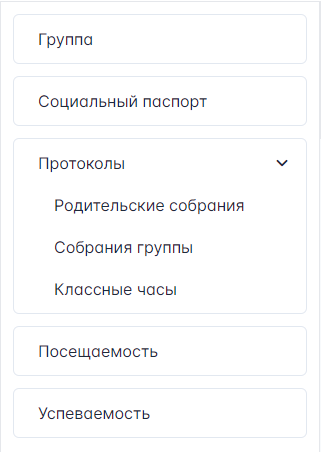 Группа
Социальный паспорт
Протоколы
Родительские собрания
Собрания группы
Классные часы
Посещаемость
Успеваемость